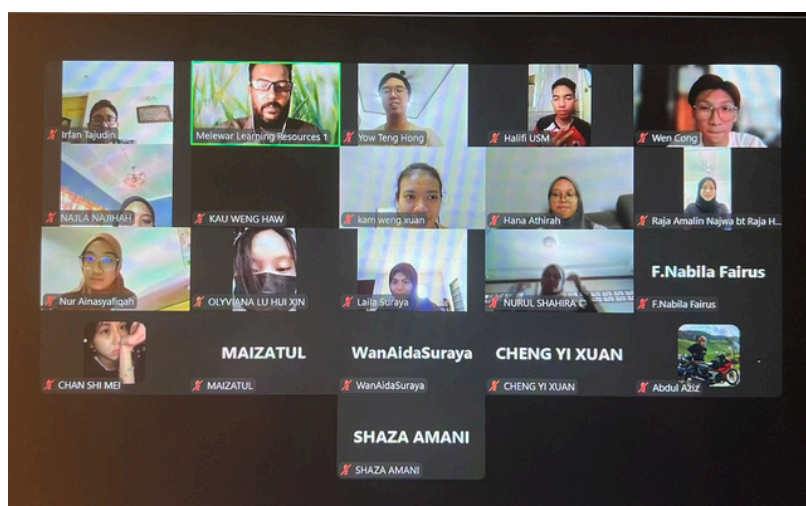 Irfan Tajudin
Melewar Learning Resources 1
Yow Teng Hong
Halifi USM
Wen Cong
NAJLA NAJIHAH
KAU WENG HAW
kam weng xuan
Hana Athirah
Raja Amalin Najwa bt Raja H...
Nur Ainasyafiqah
OLYVIANA LU HUI XIN
Laila Suraya
NURUL SHAHIRA
F.Nabila Fairus
F.Nabila Fairus
CHAN SHI MEI
MAIZATUL
MAIZATUL
WanAidaSuraya
WanAidaSuraya
CHENG YI XUAN
CHENG YI XUAN
Abdul Aziz
SHAZA AMANI
SHAZA AMANI